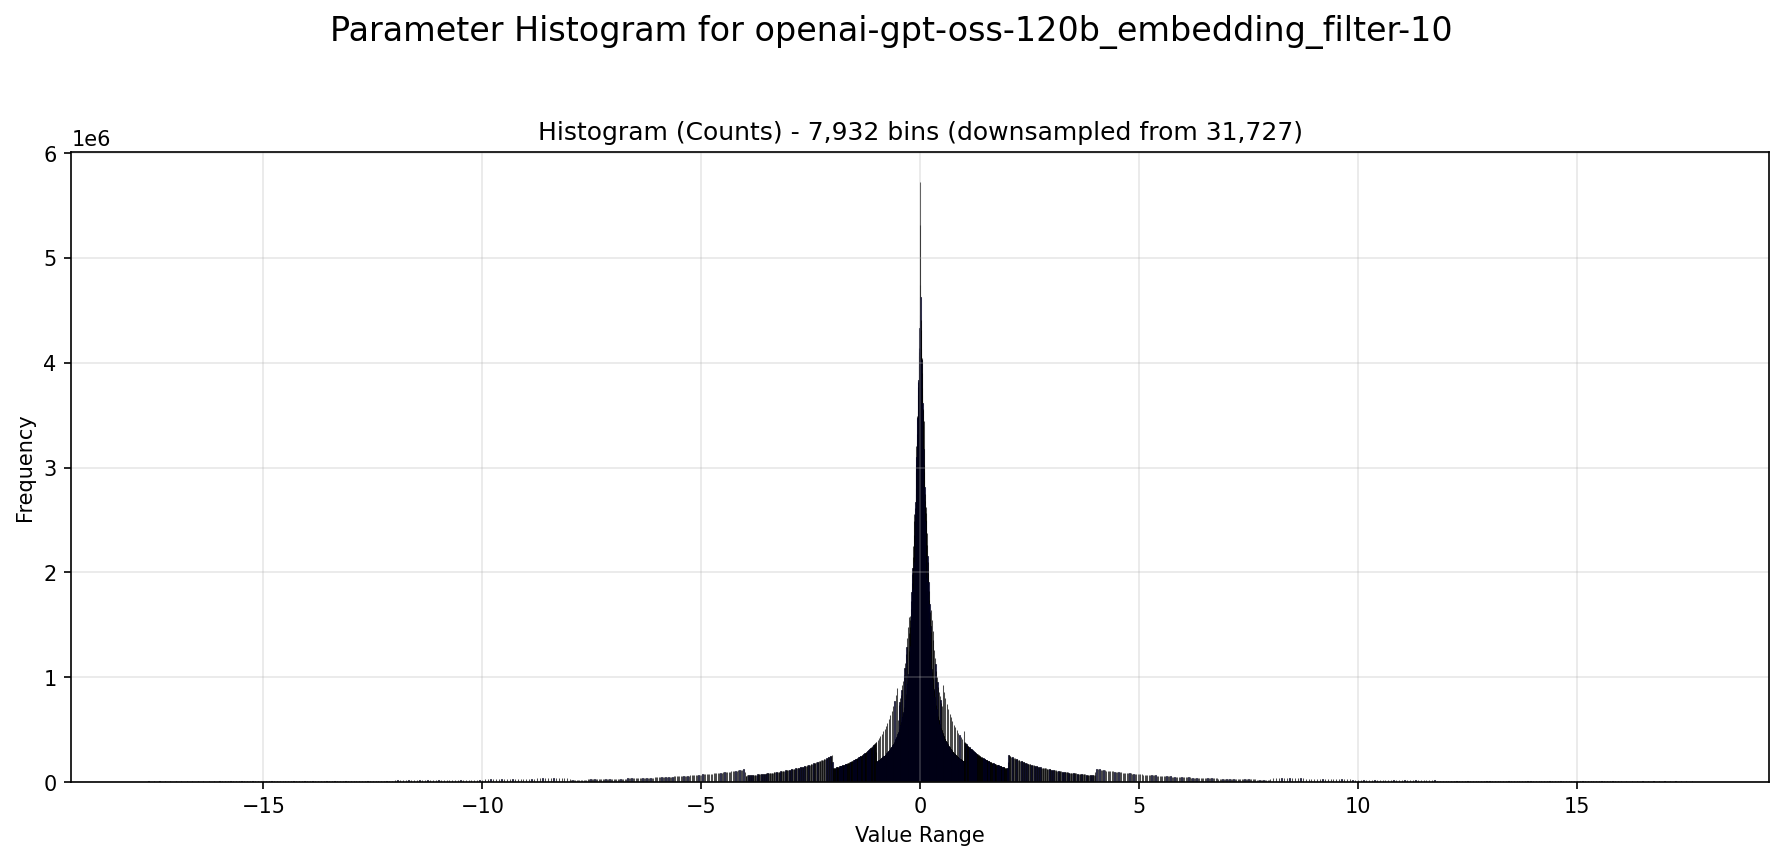 Parameter Histogram for openai-gpt-oss-120b_embedding_filter-10
Histogram (Counts) - 7,932 bins (downsampled from 31,727)
1e6
6
5
4
3
2
1
0
Frequency
−15 −10 −5 0 5 10 15
Value Range